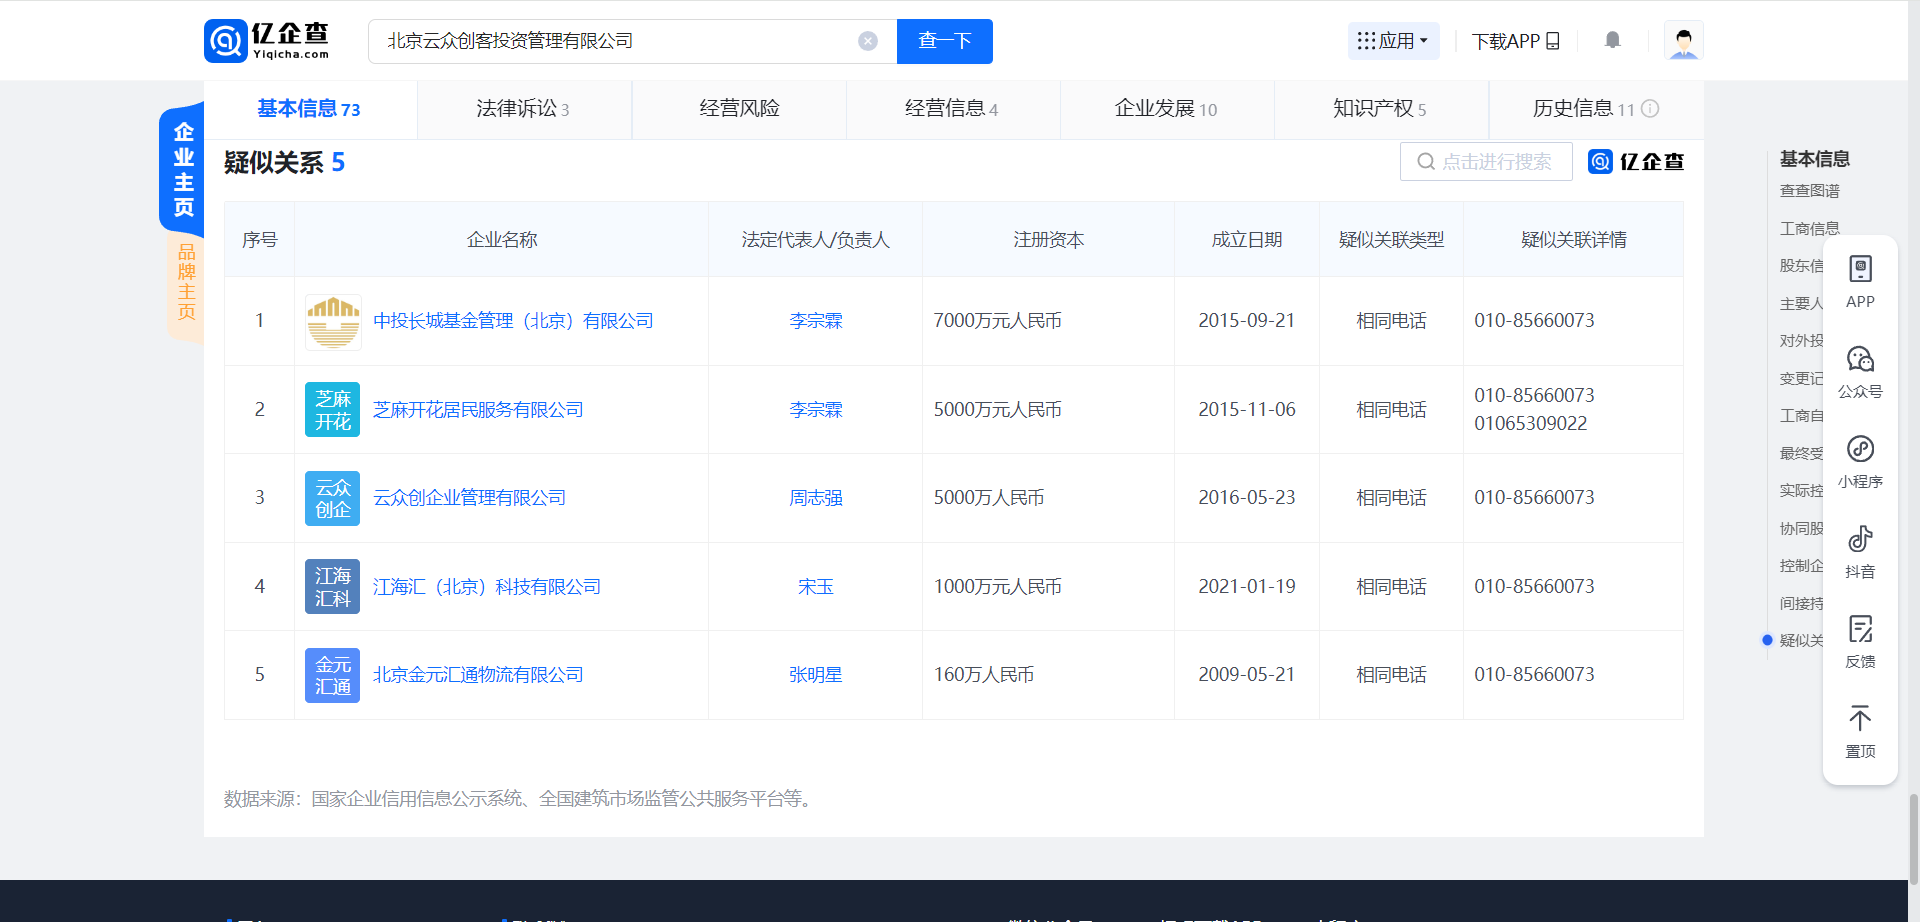 亿企查
Yiqicha.com
北京云众创客投资管理有限公司
查一下
应用
下载APP
基本信息 73
法律诉讼 3
经营风险
经营信息 4
企业发展 10
知识产权 5
历史信息 11
企业主页
品牌主页
疑似关系 5
点击进行搜索
亿企查
序号 企业名称 法定代表人/负责人 注册资本 成立日期 疑似关联类型 疑似关联详情
1 中投长城基金管理（北京）有限公司 李宗霖 7000万元人民币 2015-09-21 相同电话 010-85660073
芝麻
开花
2 芝麻开花居民服务有限公司 李宗霖 5000万元人民币 2015-11-06 相同电话 010-85660073
01065309022
云众
创企
3 云众创企业管理有限公司 周志强 5000万人民币 2016-05-23 相同电话 010-85660073
江海
汇科
4 江海汇（北京）科技有限公司 宋玉 1000万元人民币 2021-01-19 相同电话 010-85660073
金元
汇通
5 北京金元汇通物流有限公司 张明星 160万人民币 2009-05-21 相同电话 010-85660073
数据来源：国家企业信用信息公示系统、全国建筑市场监管公共服务平台等。
基本信息
查查图谱
工商信息
股东信
主要人
对外投
变更记
工商自
最终受
实际控
协同股
控制企
间接持
疑似关
APP
公众号
小程序
抖音
反馈
置顶